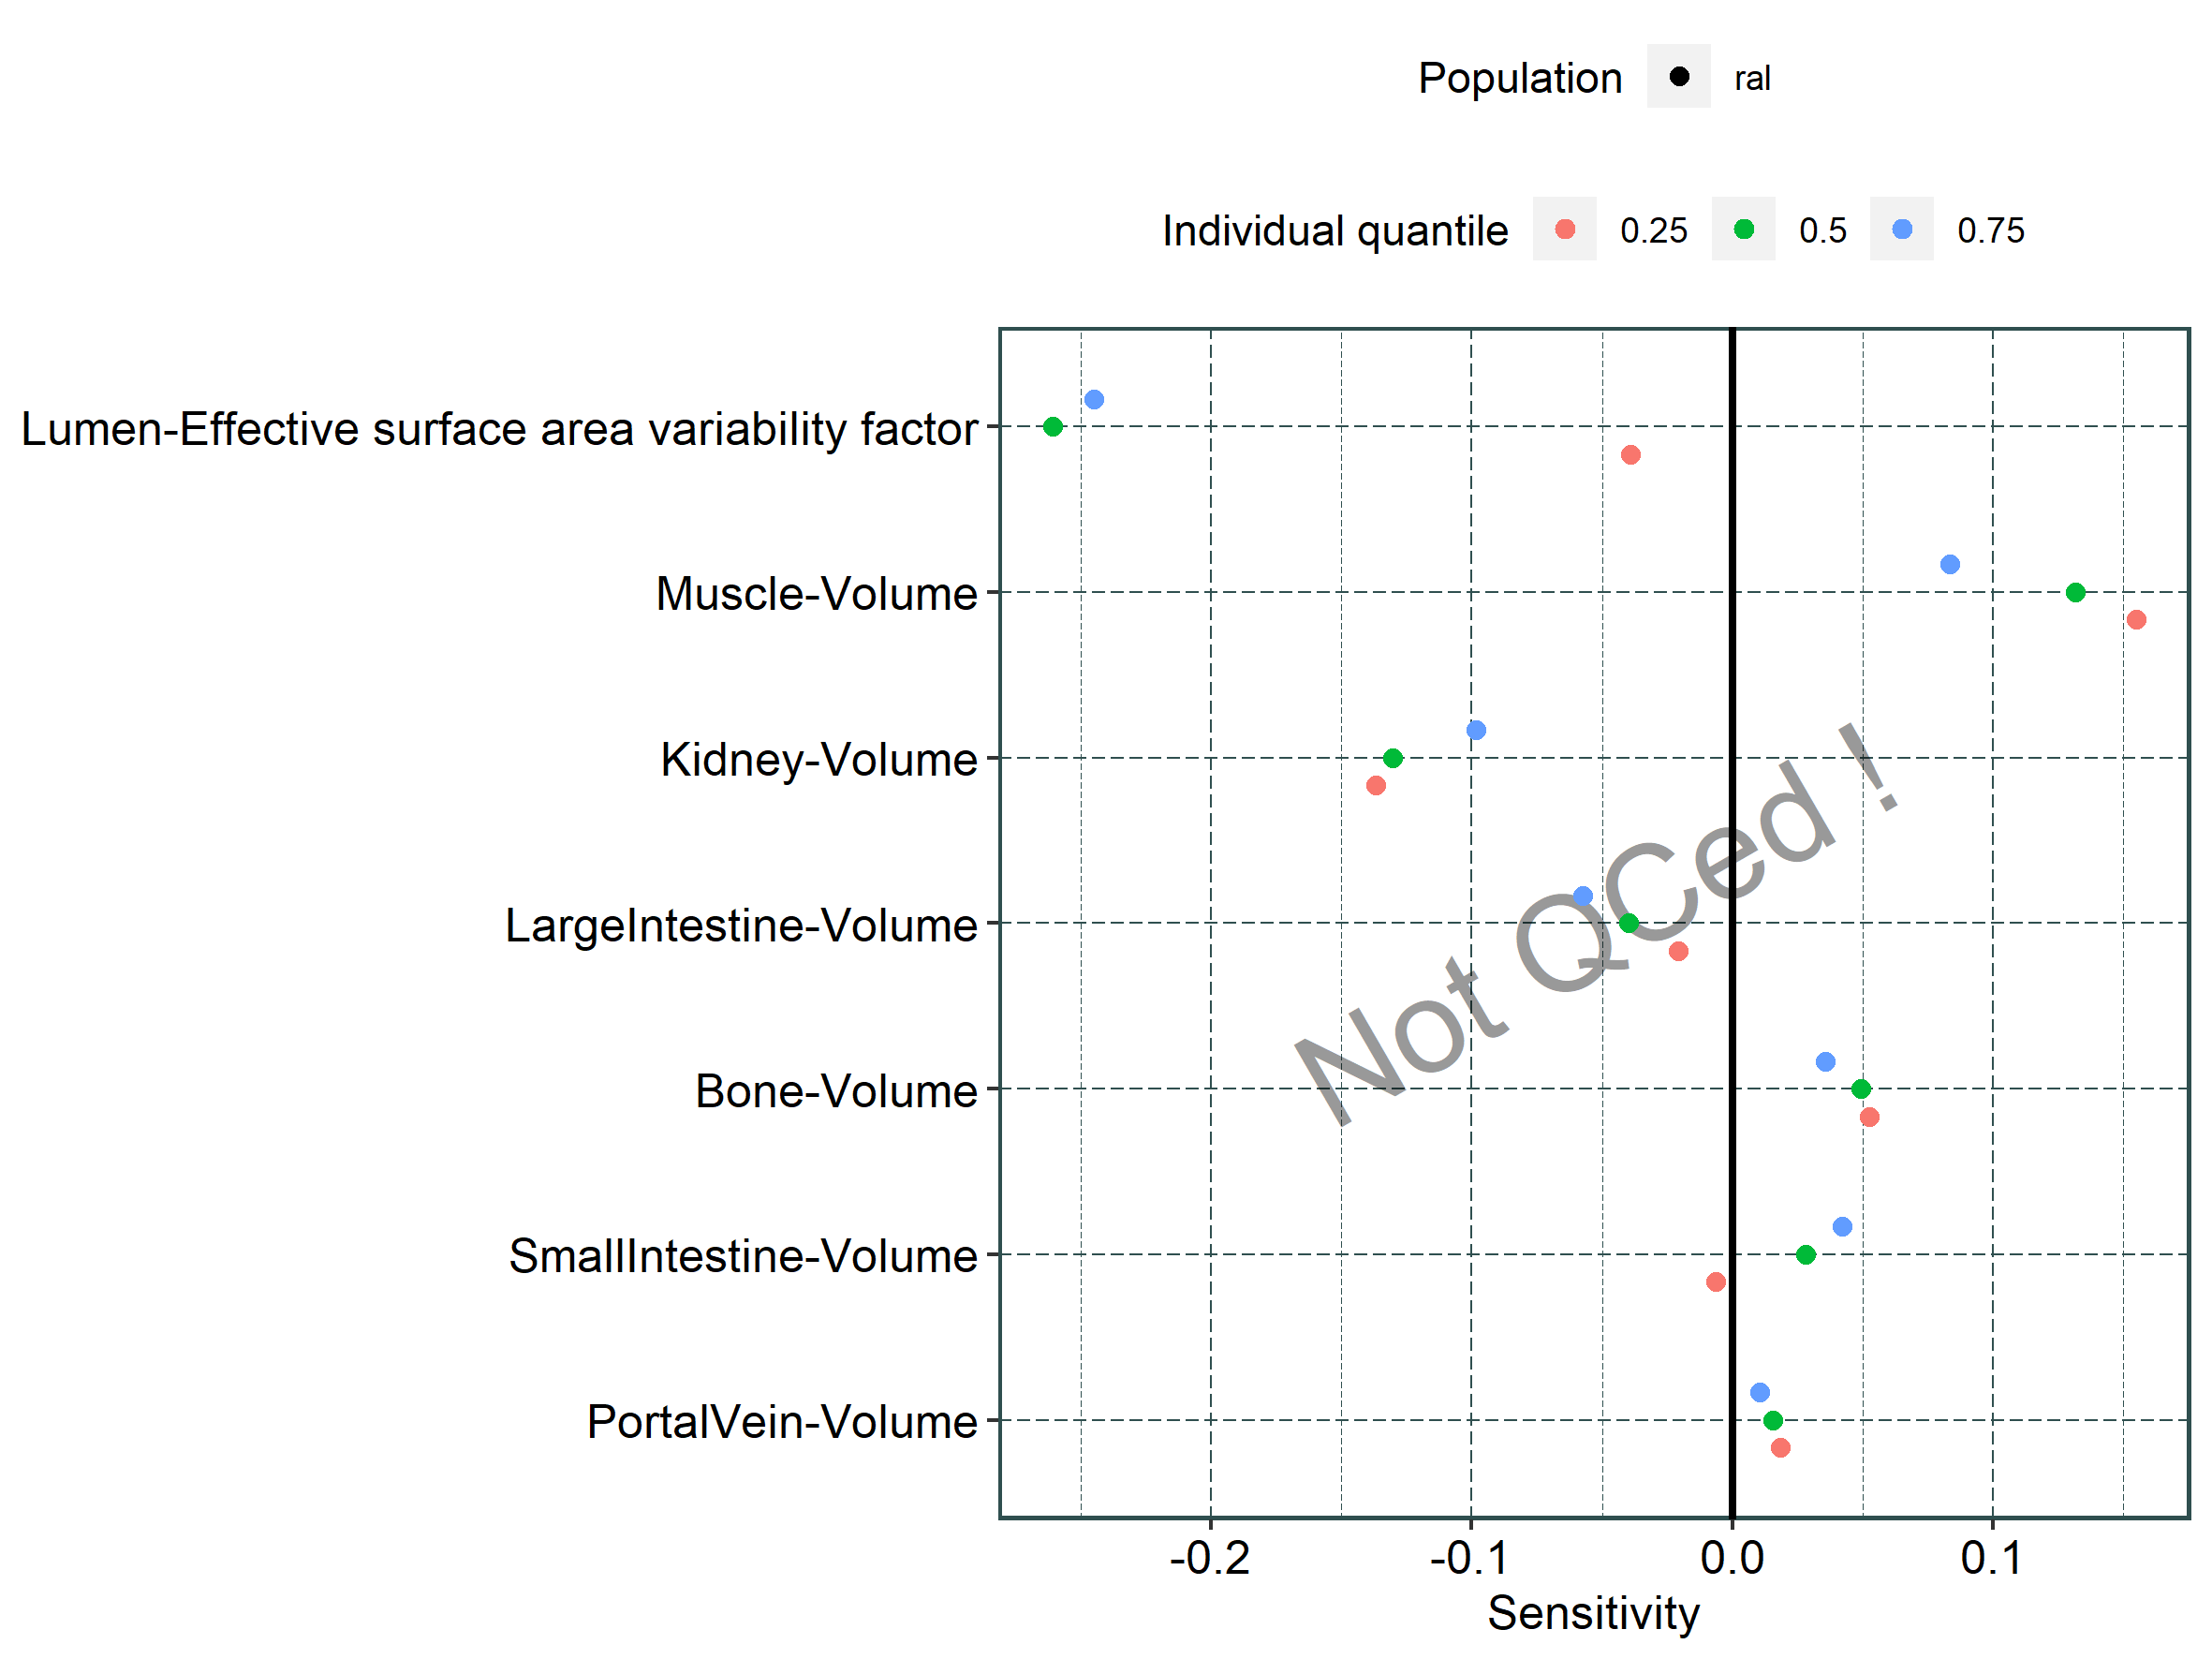 Population ral
Individual quantile 0.25 0.5 0.75
Lumen-Effective surface area variability factor
Muscle-Volume
Kidney-Volume
LargeIntestine-Volume
Bone-Volume
SmallIntestine-Volume
PortalVein-Volume
Not QCed !
-0.2 -0.1 0.0 0.1
Sensitivity